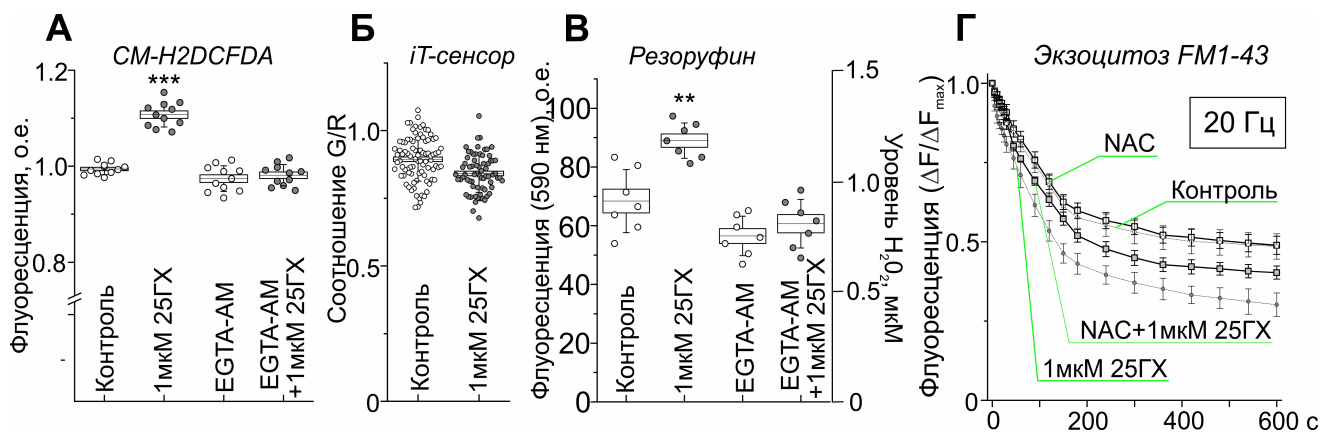 А
CM-H2DCFDA
Флуоресценция, о.е.
1.2
1.0
0.8
***
Контроль
1мкМ 25ГХ
EGTA-AM
EGTA-AM
+1мкМ 25ГХ
Б
iT-сенсор
Соотношение G/R
1.0
0.5
0
Контроль
1мкМ 25ГХ
В
Резоруфин
Флуоресценция (590 нм), о.е.
100
80
60
40
20
0
**
Контроль
1мкМ 25ГХ
EGTA-AM
EGTA-AM
+1мкМ 25ГХ
Уровень H₂0₂, мкМ
1.5
1.0
0.5
0
Г
Экзоцитоз FM1-43
Флуоресценция (ΔF/ΔFmax)
1.0
0.5
0
20 Гц
NAC
Контроль
NAC+1мкМ 25ГХ
1мкМ 25ГХ
0
200
400
600 с